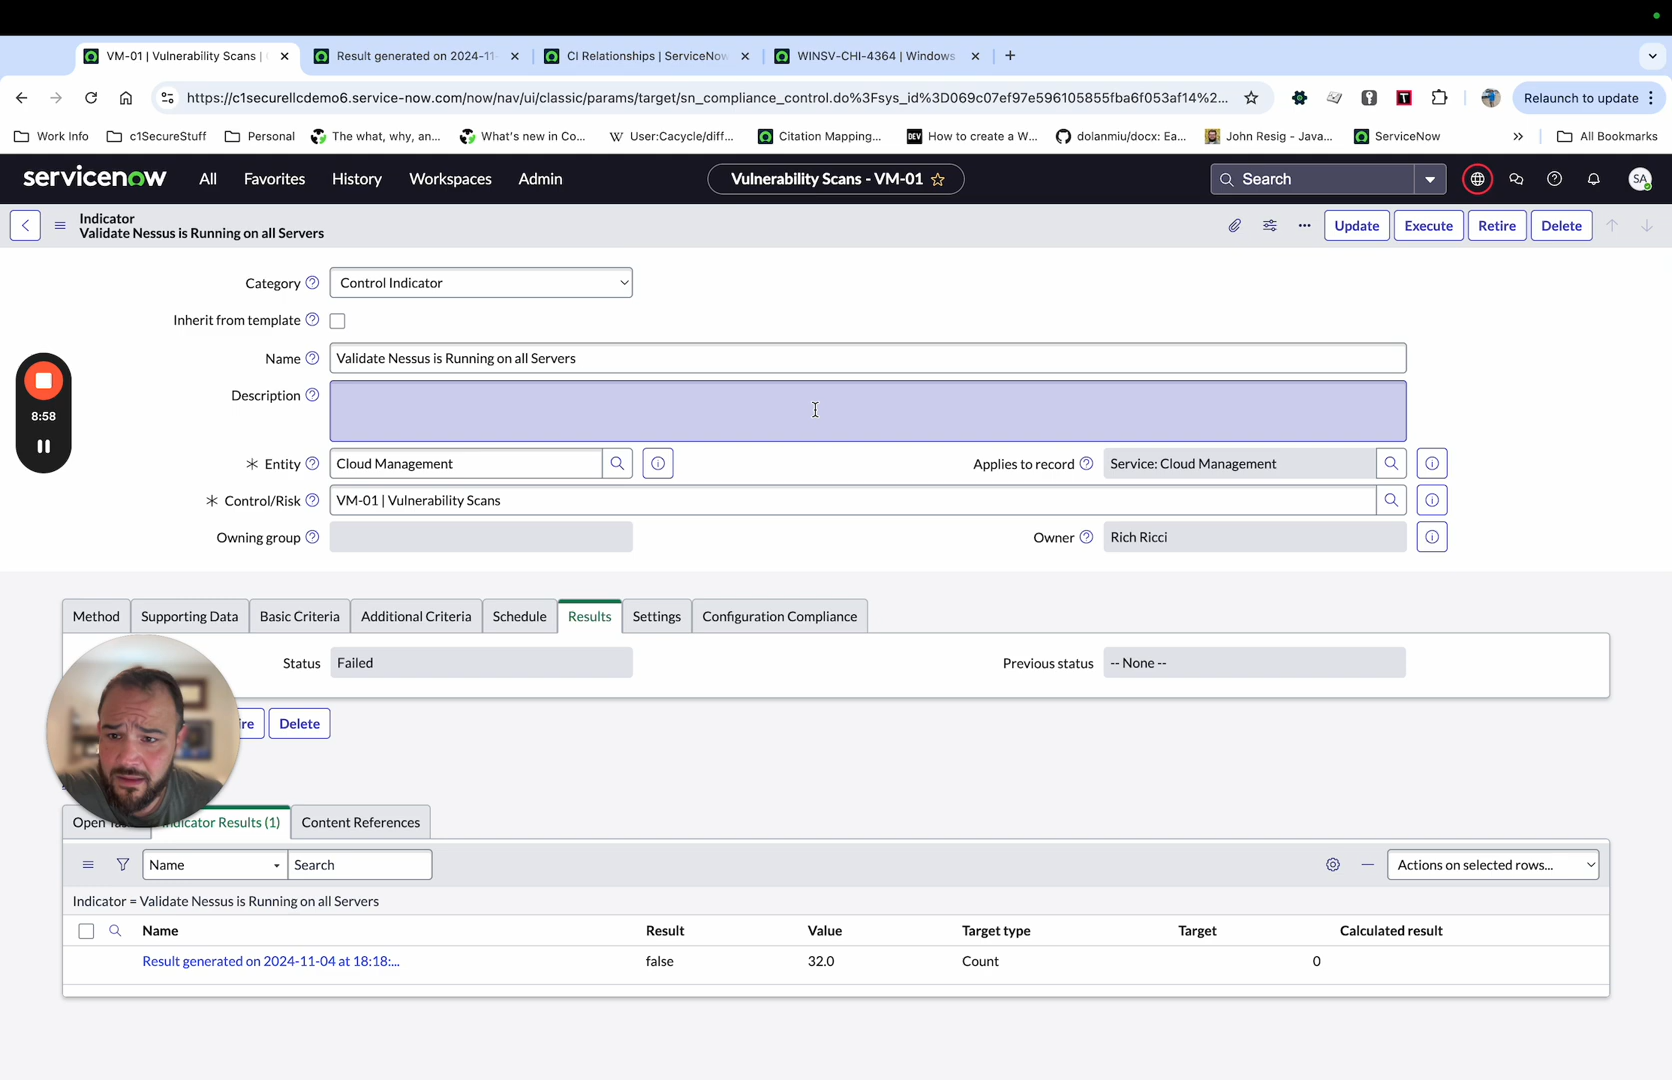 VM-01 | Vulnerability Scans |
Result generated on 2024-11-
CI Relationships | ServiceNow
WINSV-CHI-4364 | Windows
https://c1securellcdemo6.service-now.com/now/nav/ui/classic/params/target/sn_compliance_control.do%3Fsys_id%3D069c07ef97e596105855fba6f053af14%2...
Relaunch to update
Work Info
c1SecureStuff
Personal
The what, why, an...
What's new in Co...
User:Cacycle/diff...
Citation Mapping...
DEV
How to create a W...
dolanmiu/docx: Ea...
John Resig - Java...
ServiceNow
All Bookmarks
servicenow
All
Favorites
History
Workspaces
Admin
Vulnerability Scans - VM-01
Search
SA
Indicator
Validate Nessus is Running on all Servers
Update
Execute
Retire
Delete
Category
Control Indicator
Inherit from template
Name
Validate Nessus is Running on all Servers
Description
8:58
Entity
Cloud Management
Applies to record
Service: Cloud Management
Control/Risk
VM-01 | Vulnerability Scans
Owning group
Owner
Rich Ricci
Method
Supporting Data
Basic Criteria
Additional Criteria
Schedule
Results
Settings
Configuration Compliance
Status
Failed
Previous status
-- None --
re
Delete
Open
ndicator Results (1)
Content References
Name
Search
Actions on selected rows...
Indicator = Validate Nessus is Running on all Servers
Name
Result
Value
Target type
Target
Calculated result
Result generated on 2024-11-04 at 18:18:...
false
32.0
Count
0